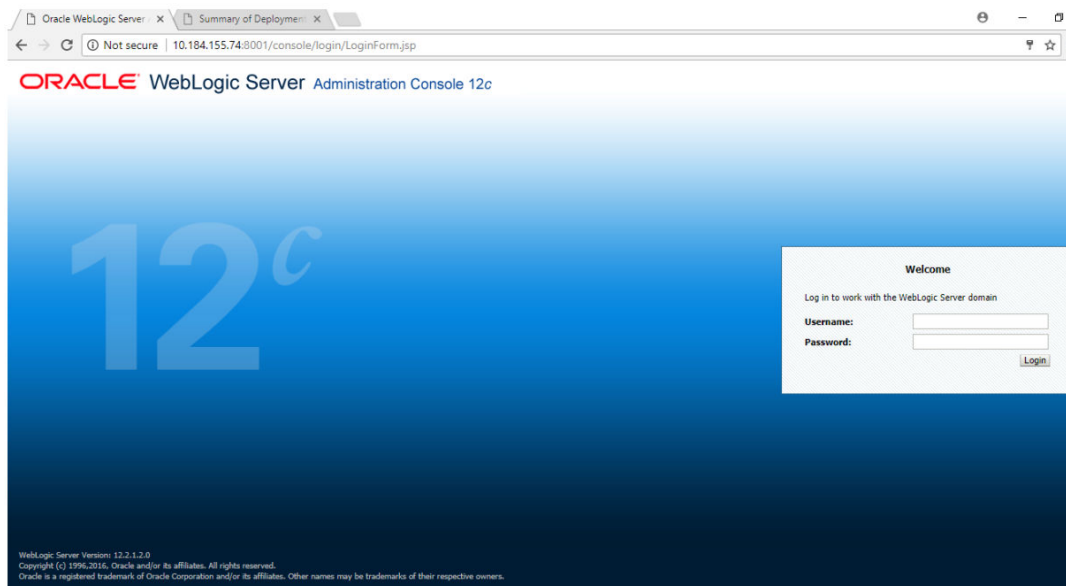 Oracle WebLogic Server
Summary of Deployment
Not secure | 10.184.155.74:8001/console/login/LoginForm.jsp
ORACLE WebLogic Server Administration Console 12c
12c
Welcome
Log in to work with the WebLogic Server domain
Username:
Password:
Login
WebLogic Server Version: 12.2.1.2.0
Copyright (c) 1996,2016, Oracle and/or its affiliates. All rights reserved.
Oracle is a registered trademark of Oracle Corporation and/or its affiliates. Other names may be trademarks of their respective owners.